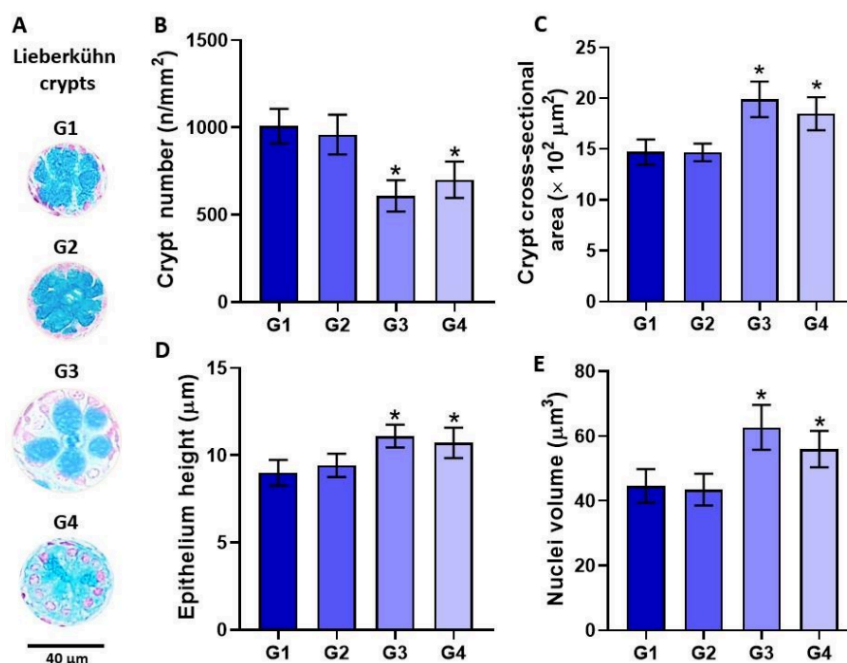 A
Lieberkühn
crypts
G1
G2
G3
G4
40 µm
B
Crypt number (n/mm²)
1500
1000
500
0
*
*
G1 G2 G3 G4
C
Crypt cross-sectional
area (× 10² µm²)
25
20
15
10
5
0
*
*
G1 G2 G3 G4
D
Epithelium height (µm)
15
10
5
0
*
*
G1 G2 G3 G4
E
Nuclei volume (µm³)
80
60
40
20
0
*
*
G1 G2 G3 G4